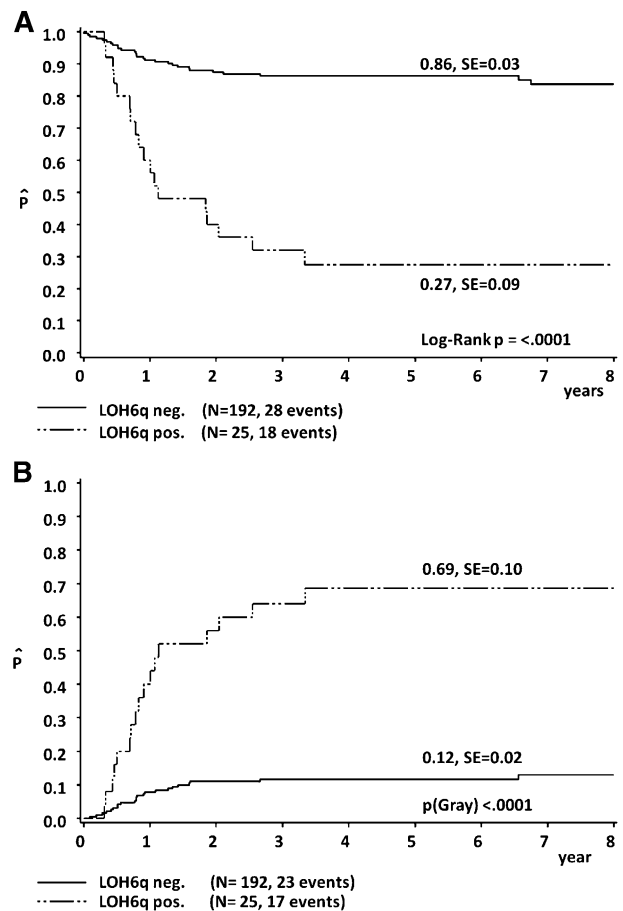 A
1.0
0.9
0.8
0.7
0.6
0.5
0.4
0.3
0.2
0.1
0.0
P̂
0.86, SE=0.03
0.27, SE=0.09
Log-Rank p = <.0001
0 1 2 3 4 5 6 7 8
years
LOH6q neg. (N=192, 28 events)
LOH6q pos. (N= 25, 18 events)
B
1.0
0.9
0.8
0.7
0.6
0.5
0.4
0.3
0.2
0.1
0.0
P̂
0.69, SE=0.10
0.12, SE=0.02
p(Gray) <.0001
0 1 2 3 4 5 6 7 8
year
LOH6q neg. (N= 192, 23 events)
LOH6q pos. (N= 25, 17 events)